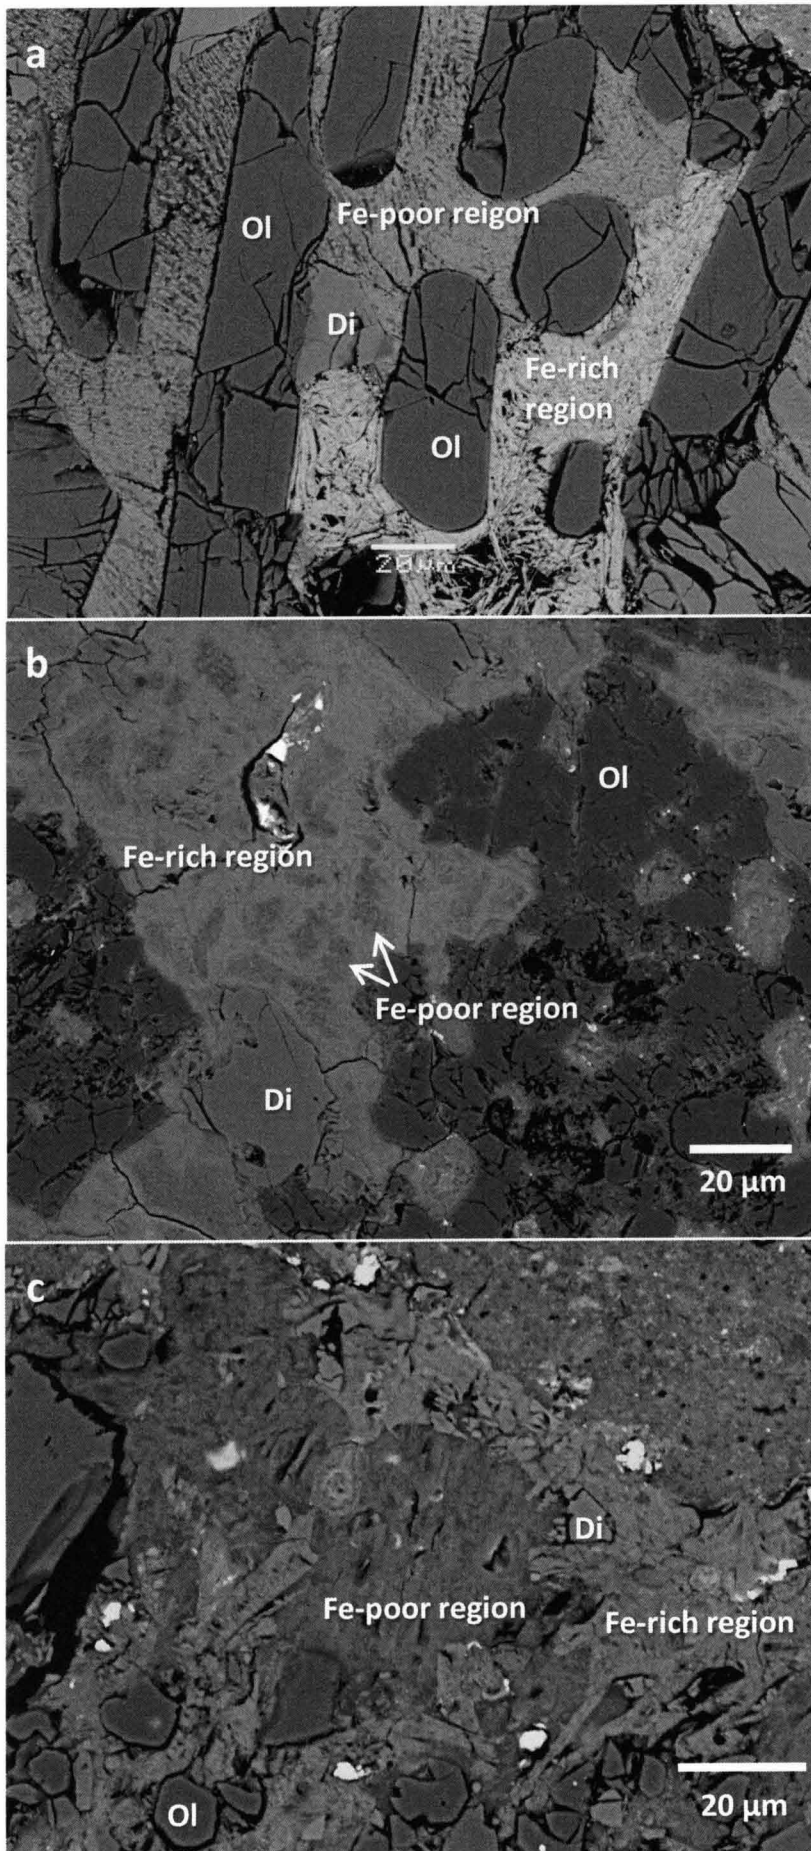 a
Fe-poor reigon
Ol
Di
Fe-rich
region
Ol
20µm
b
Ol
Fe-rich region
Fe-poor region
Di
20 µm
c
Di
Fe-poor region
Fe-rich region
20 µm
Ol